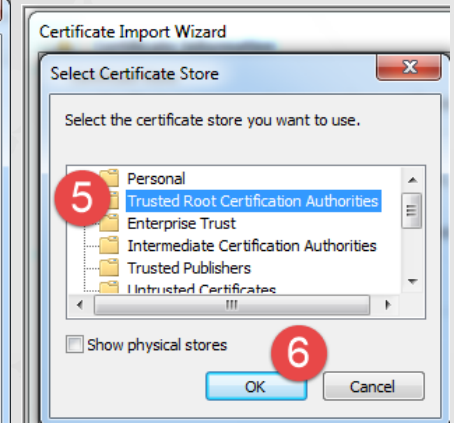 Certificate Import Wizard
Select Certificate Store
X
Select the certificate store you want to use.
Personal
5
Trusted Root Certification Authorities
Enterprise Trust
Intermediate Certification Authorities
Trusted Publishers
Untrusted Certificates
Show physical stores
6
OK
Cancel